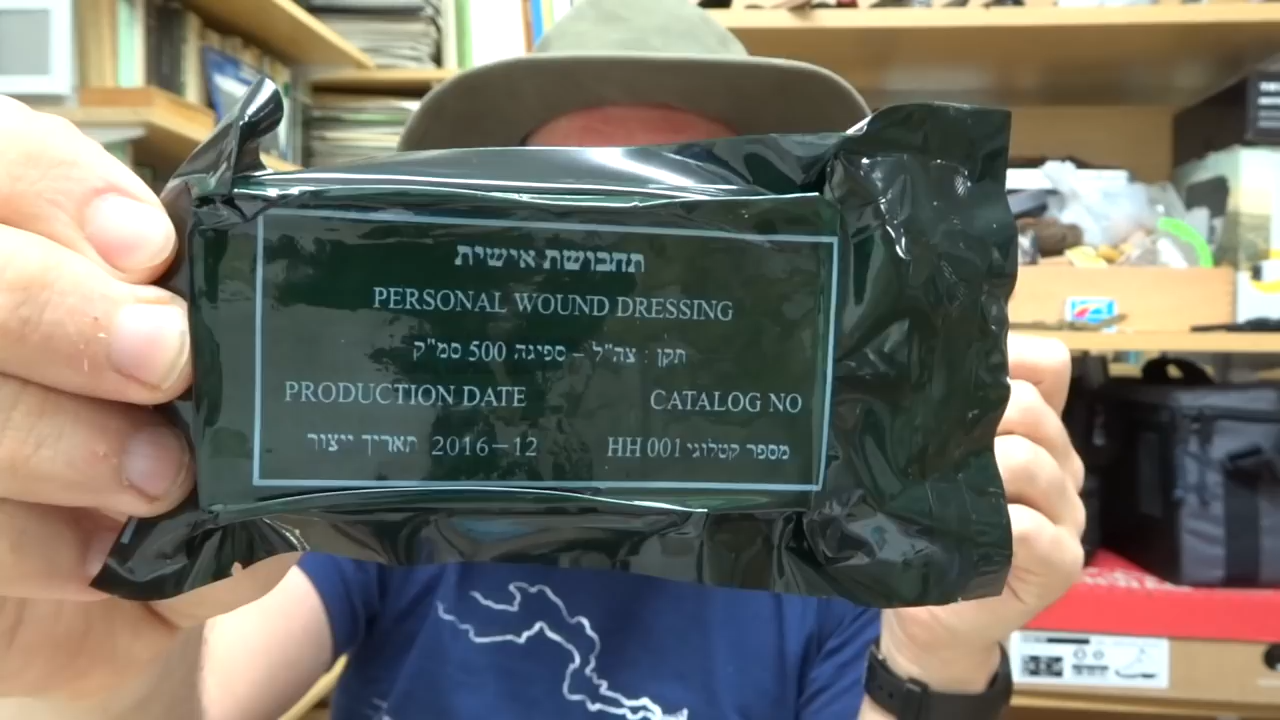 תחבושת אישית
PERSONAL WOUND DRESSING
תקן : צה"ל – ספיגה 500 סמ"ק
PRODUCTION DATE CATALOG NO
תאריך ייצור 2016–12 מספר קטלוגי HH 001